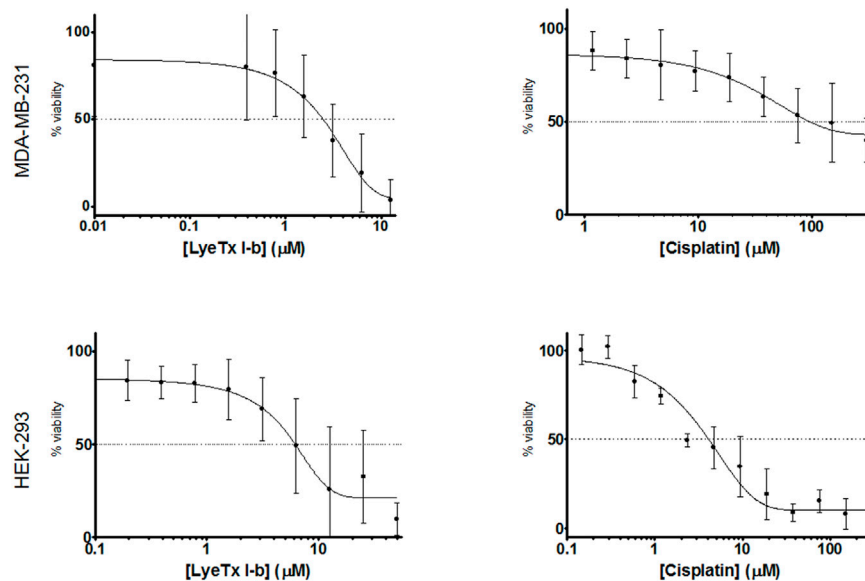 MDA-MB-231
% viability
100
50
0
0.01
0.1
1
10
[LyeTx I-b] (μM)
% viability
100
50
0
1
10
100
[Cisplatin] (μM)
HEK-293
% viability
100
50
0
0.1
1
10
[LyeTx I-b] (μM)
% viability
100
50
0
0.1
1
10
100
[Cisplatin] (μM)